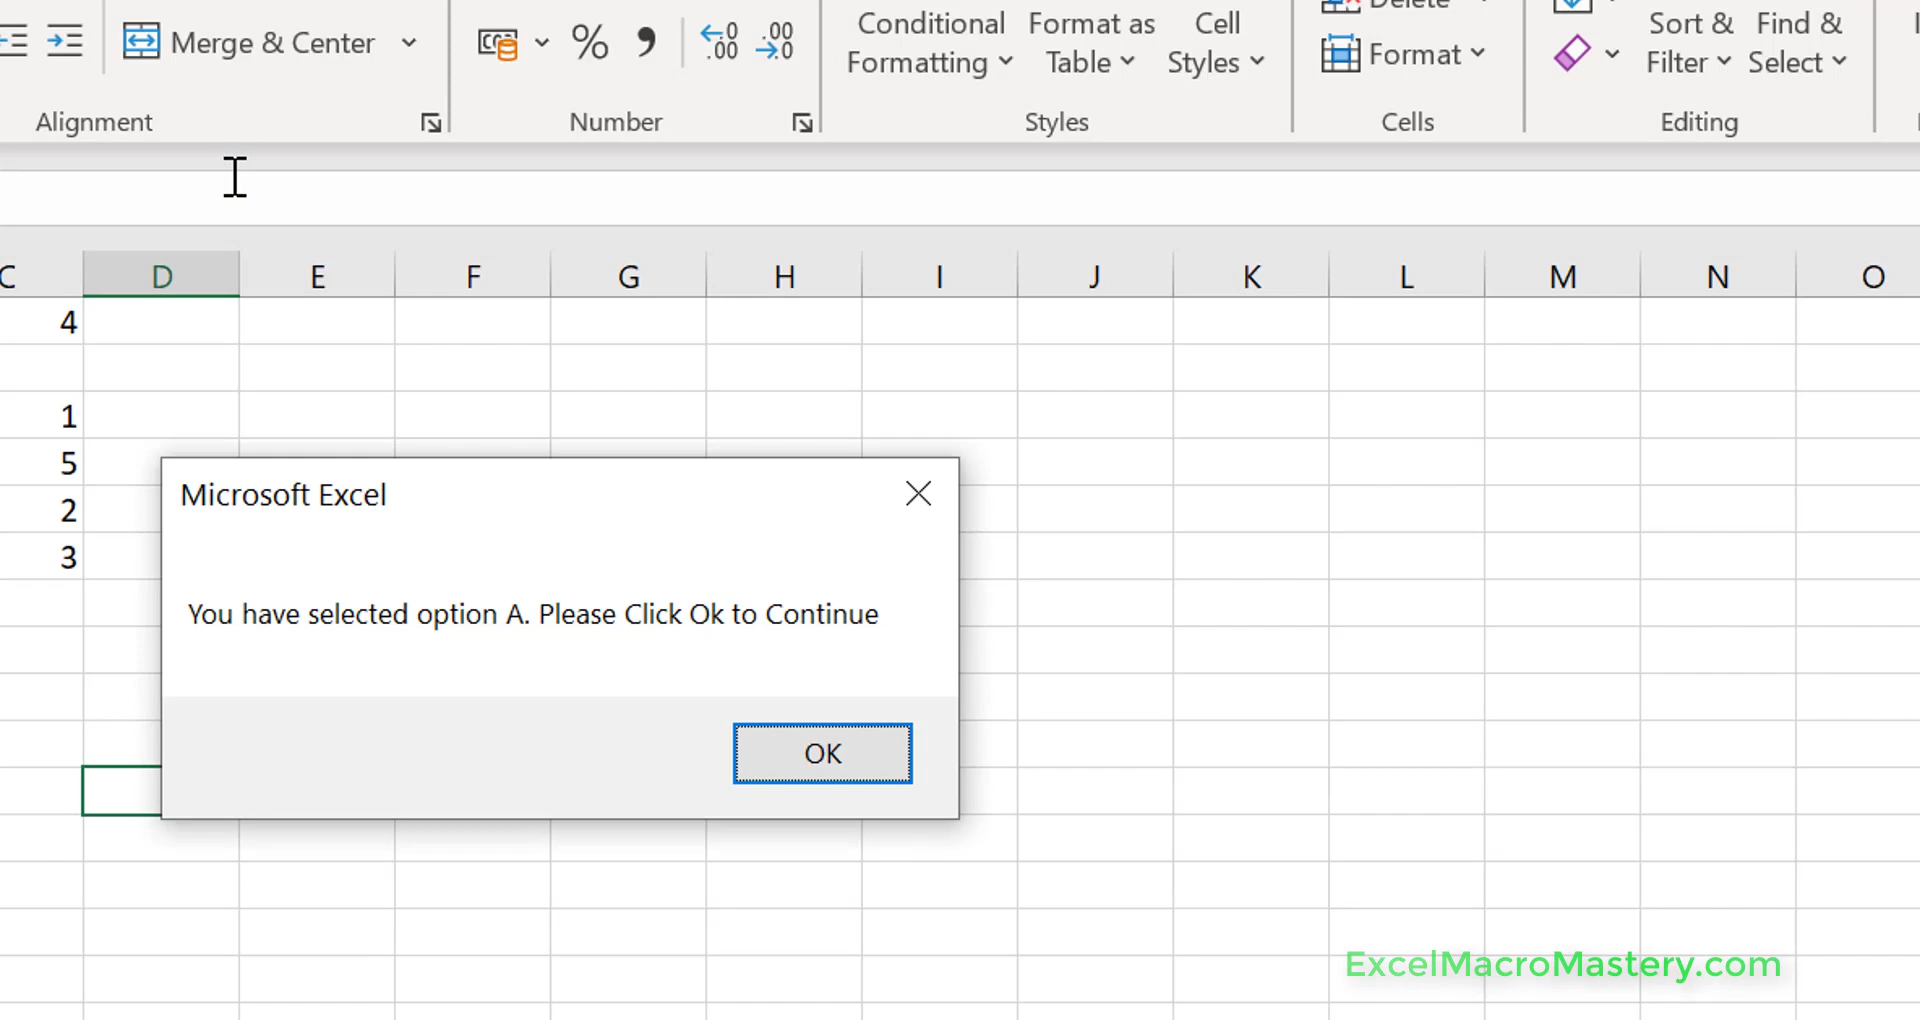 Merge & Center
Conditional Formatting
Format as Table
Cell Styles
Delete
Format
Sort & Filter
Find & Select
Alignment
Number
Styles
Cells
Editing
C D E F G H I J K L M N O
4
1
5
2
3
Microsoft Excel
You have selected option A. Please Click Ok to Continue
OK
ExcelMacroMastery.com